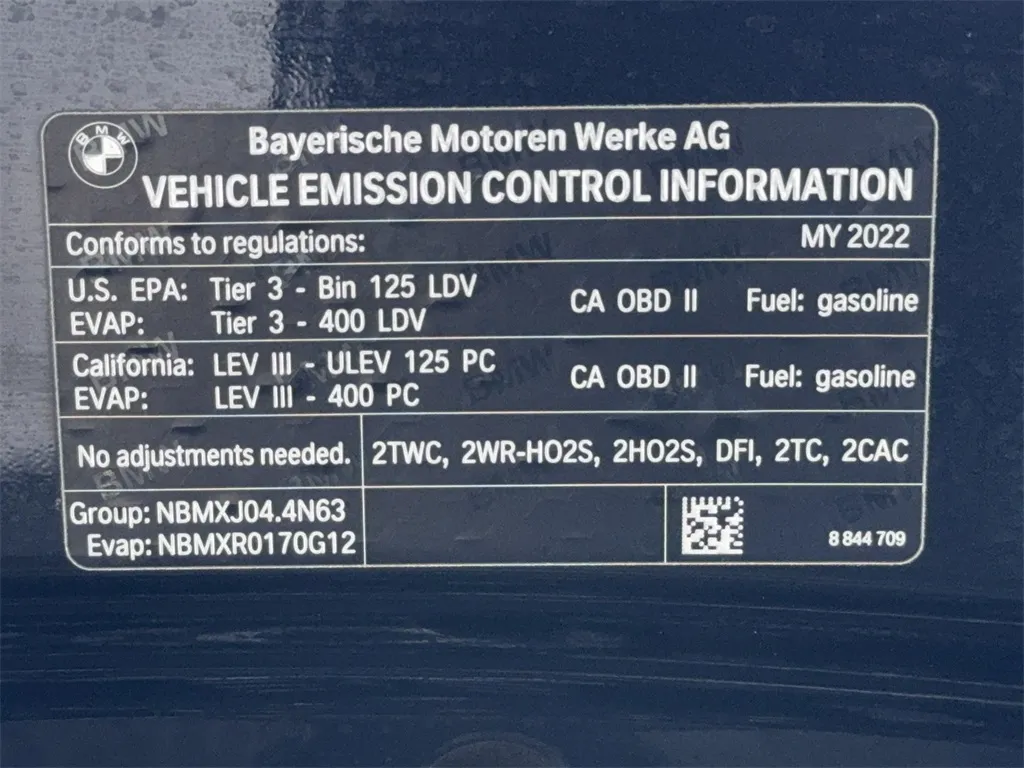 BMW
Bayerische Motoren Werke AG
VEHICLE EMISSION CONTROL INFORMATION
Conforms to regulations: MY 2022
U.S. EPA: Tier 3 - Bin 125 LDV CA OBD II Fuel: gasoline
EVAP: Tier 3 - 400 LDV
California: LEV III - ULEV 125 PC CA OBD II Fuel: gasoline
EVAP: LEV III - 400 PC
No adjustments needed. 2TWC, 2WR-HO2S, 2HO2S, DFI, 2TC, 2CAC
Group: NBMXJ04.4N63
Evap: NBMXR0170G12 8 844 709